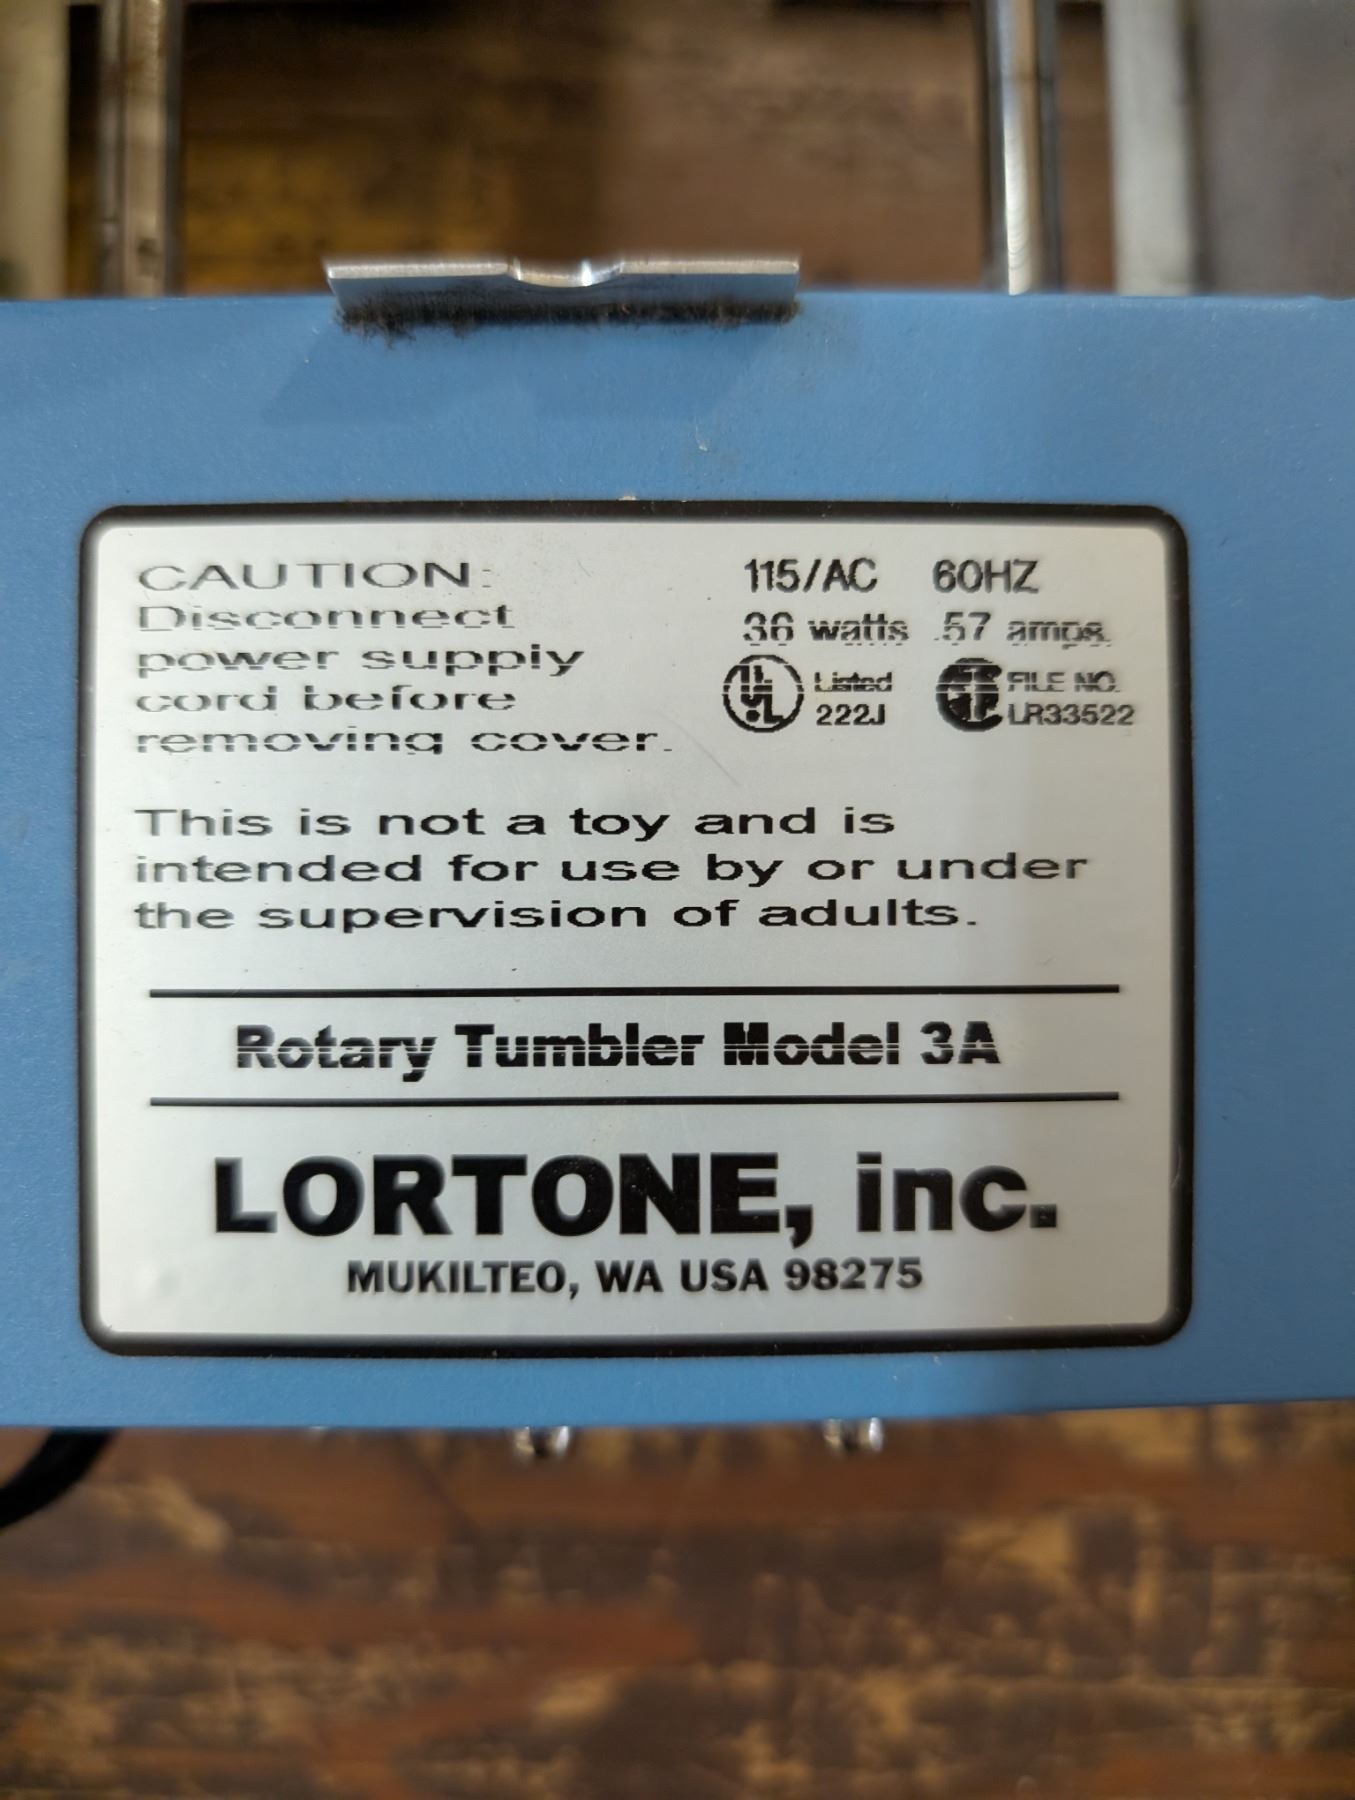 CAUTION:
Disconnect
power supply
cord before
removing cover.
115/AC 60HZ
36 watts .57 amps.
UL Listed
222J
FILE NO.
LR33522
This is not a toy and is
intended for use by or under
the supervision of adults.
Rotary Tumbler Model 3A
LORTONE, inc.
MUKILTEO, WA USA 98275